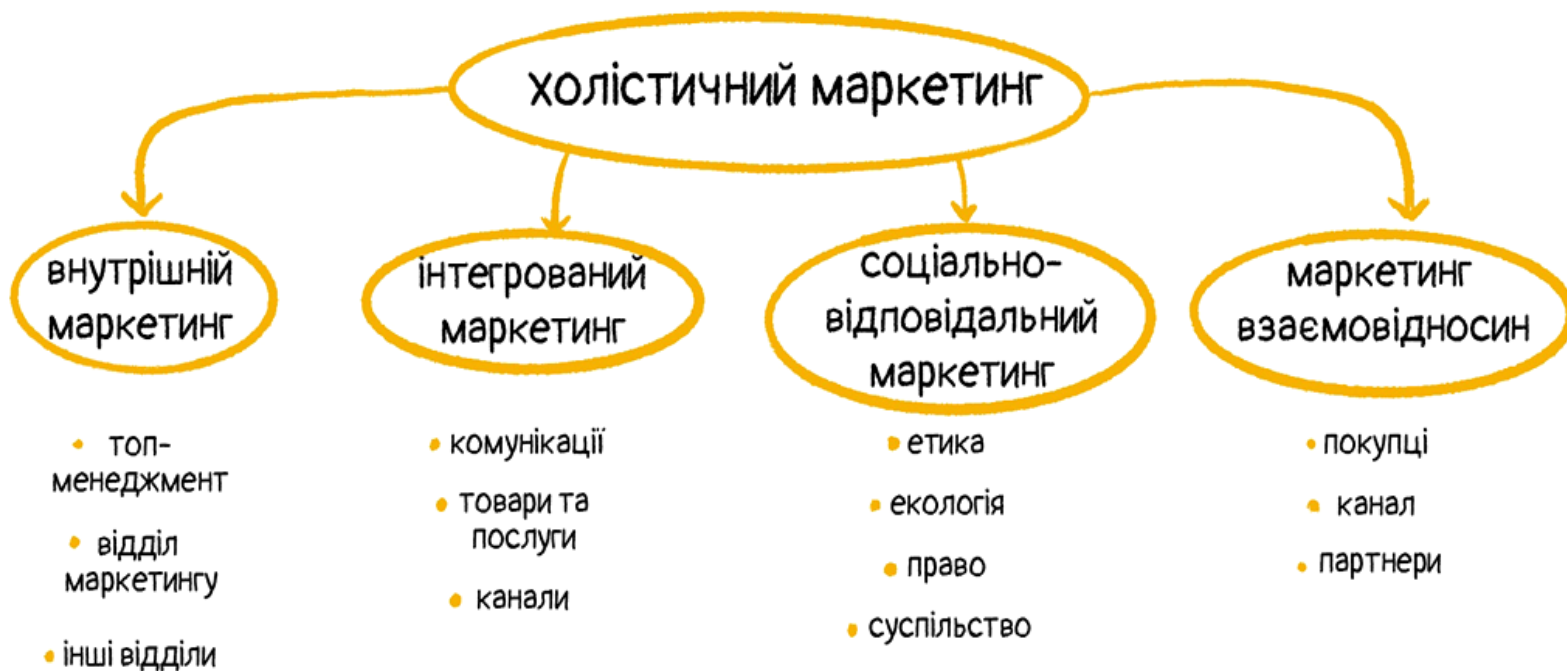 холістичний маркетинг
внутрішній
маркетинг
• топ-
менеджмент
• відділ
маркетингу
• інші відділи
інтегрований
маркетинг
• комунікації
• товари та
послуги
• канали
соціально-
відповідальний
маркетинг
• етика
• екологія
• право
• суспільство
маркетинг
взаємовідносин
• покупці
• канал
• партнери